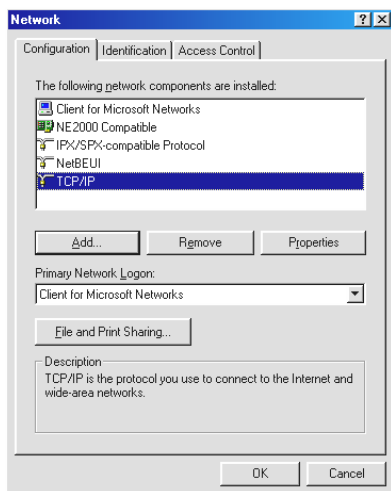 Network
Configuration Identification Access Control
The following network components are installed:
Client for Microsoft Networks
NE2000 Compatible
IPX/SPX-compatible Protocol
NetBEUI
TCP/IP
Add... Remove Properties
Primary Network Logon:
Client for Microsoft Networks
File and Print Sharing...
Description
TCP/IP is the protocol you use to connect to the Internet and
wide-area networks.
OK Cancel